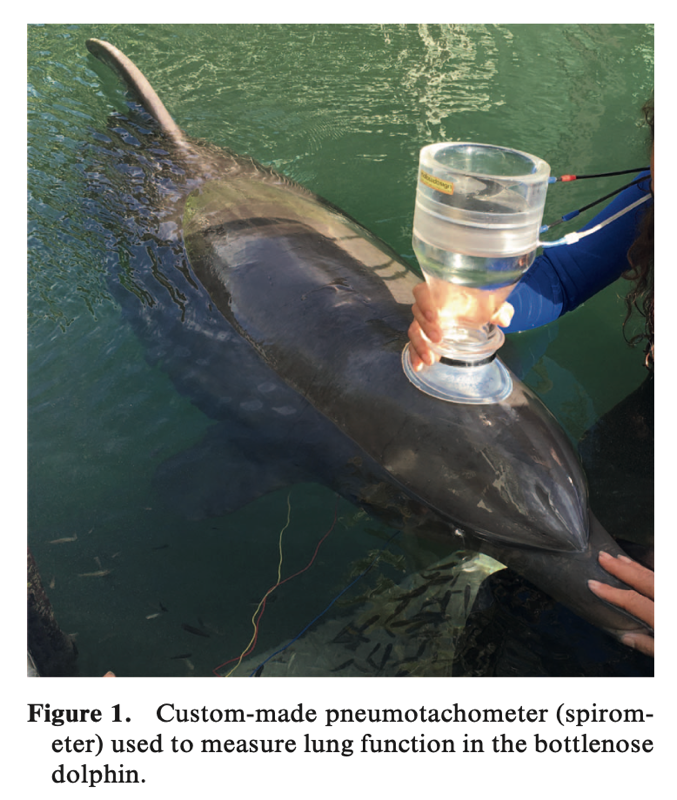 Figure 1. Custom-made pneumotachometer (spirom-
eter) used to measure lung function in the bottlenose
dolphin.